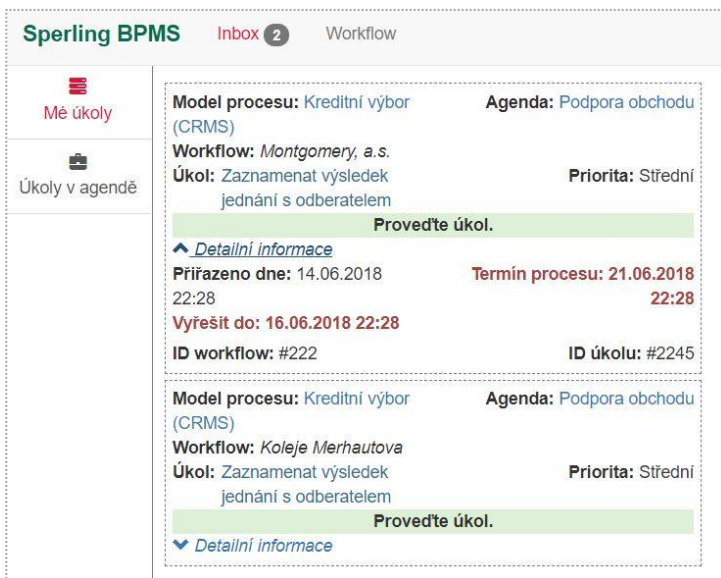 Sperling BPMS Inbox 2 Workflow
Mé úkoly
Úkoly v agendě
Model procesu: Kreditní výbor Agenda: Podpora obchodu
(CRMS)
Workflow: Montgomery, a.s.
Úkol: Zaznamenat výsledek Priorita: Střední
jednání s odberatelem
Proveďte úkol.
Detailní informace
Přiřazeno dne: 14.06.2018 Termín procesu: 21.06.2018
22:28 22:28
Vyřešit do: 16.06.2018 22:28
ID workflow: #222 ID úkolu: #2245
Model procesu: Kreditní výbor Agenda: Podpora obchodu
(CRMS)
Workflow: Koleje Merhautova
Úkol: Zaznamenat výsledek Priorita: Střední
jednání s odberatelem
Proveďte úkol.
Detailní informace